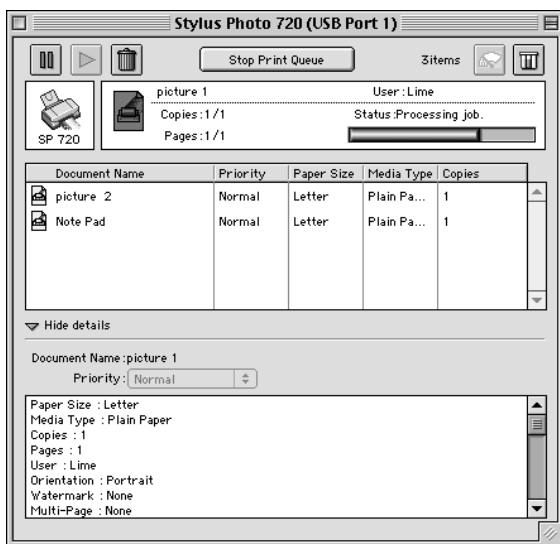 Stylus Photo 720 (USB Port 1)
Stop Print Queue 3items
SP 720
picture 1 User :Lime
Copies :1 /1 Status :Processing job.
Pages :1 /1
Document Name Priority Paper Size Media Type Copies
picture 2 Normal Letter Plain Pa... 1
Note Pad Normal Letter Plain Pa... 1
Hide details
Document Name :picture 1
Priority : Normal
Paper Size : Letter
Media Type : Plain Paper
Copies : 1
Pages : 1
User : Lime
Orientation : Portrait
Watermark : None
Multi-Page : None